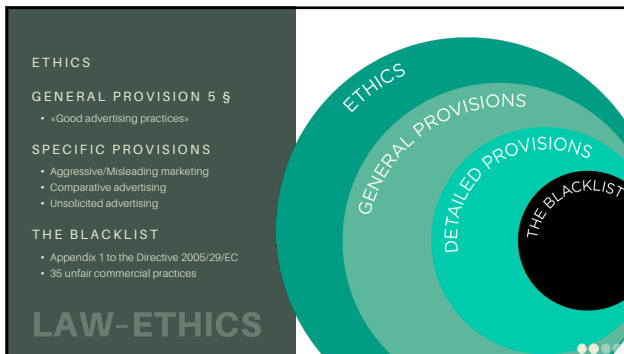 ETHICS
GENERAL PROVISION 5 §
• «Good advertising practices»
SPECIFIC PROVISIONS
• Aggressive/Misleading marketing
• Comparative advertising
• Unsolicited advertising
THE BLACKLIST
• Appendix 1 to the Directive 2005/29/EC
• 35 unfair commercial practices
LAW–ETHICS
ETHICS
GENERAL PROVISIONS
DETAILED PROVISIONS
THE BLACKLIST